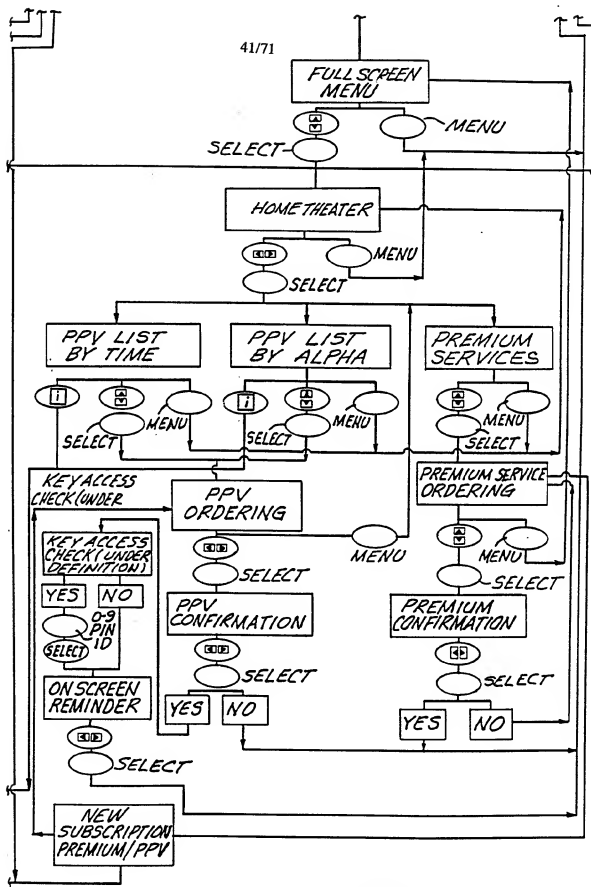 41/71
FULL SCREEN
MENU
MENU
SELECT
HOME THEATER
MENU
SELECT
PPV LIST
BY TIME
PPV LIST
BY ALPHA
PREMIUM
SERVICES
i
i
SELECT
MENU
SELECT
MENU
MENU
SELECT
KEY ACCESS
CHECK (UNDER
PPV
ORDERING
PREMIUM SERVICE
ORDERING
MENU
KEY ACCESS
CHECK (UNDER
DEFINITION)
SELECT
MENU
SELECT
YES
NO
0-9
PIN
ID
SELECT
PPV
CONFIRMATION
PREMIUM
CONFIRMATION
SELECT
SELECT
ON SCREEN
REMINDER
YES
NO
YES
NO
SELECT
NEW
SUBSCRIPTION
PREMIUM/PPV